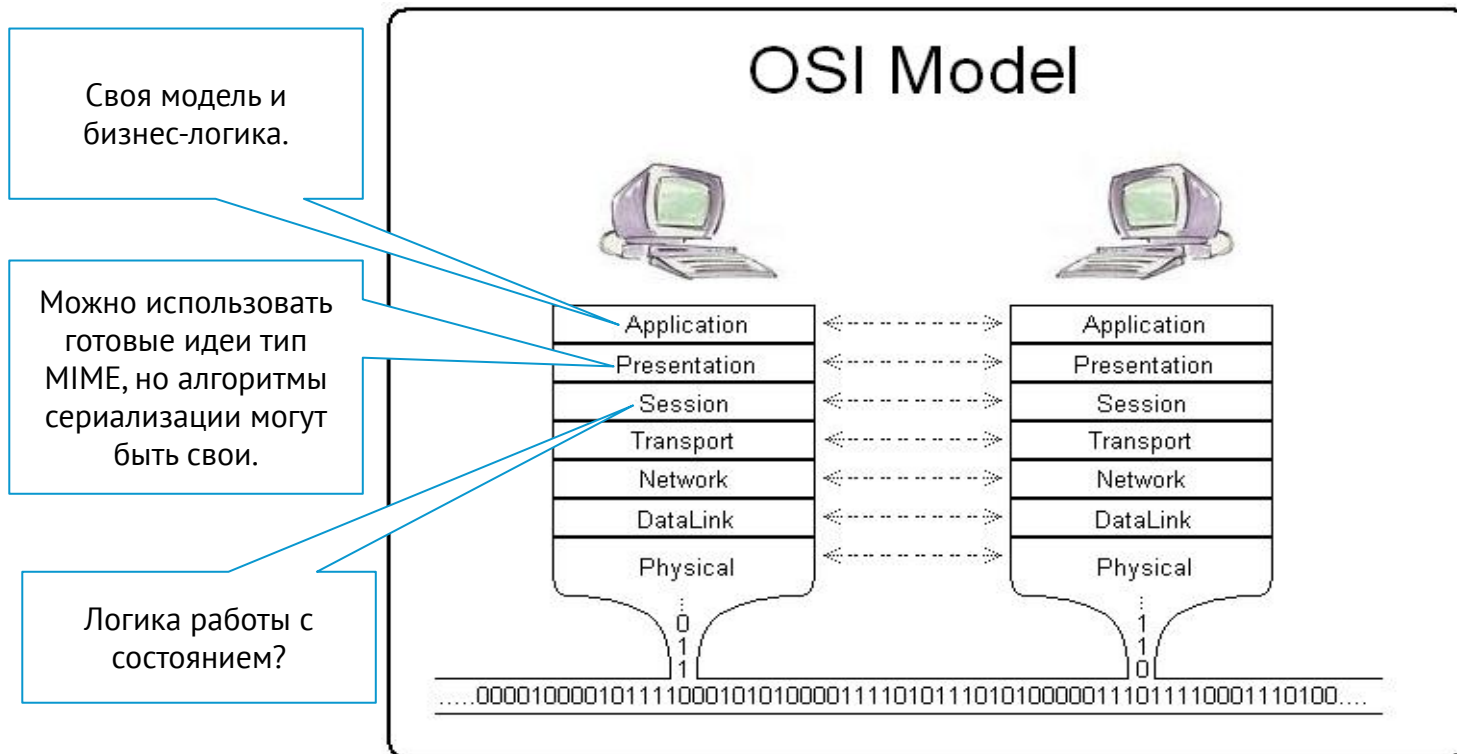 OSI Model
Своя модель и
бизнес-логика.
Можно использовать
готовые идеи тип
MIME, но алгоритмы
сериализации могут
быть свои.
Логика работы с
состоянием?
Application
Presentation
Session
Transport
Network
DataLink
Physical
0
1
1
Application
Presentation
Session
Transport
Network
DataLink
Physical
1
1
0
.....0000100001011110001010100001111010111010100000111011110001110100....